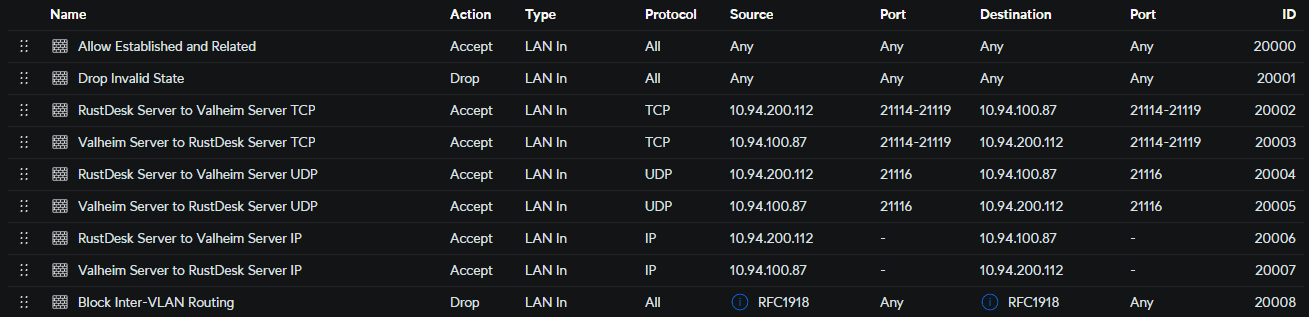 Name Action Type Protocol Source Port Destination Port ID
Allow Established and Related Accept LAN In All Any Any Any Any 20000
Drop Invalid State Drop LAN In All Any Any Any Any 20001
RustDesk Server to Valheim Server TCP Accept LAN In TCP 10.94.200.112 21114-21119 10.94.100.87 21114-21119 20002
Valheim Server to RustDesk Server TCP Accept LAN In TCP 10.94.100.87 21114-21119 10.94.200.112 21114-21119 20003
RustDesk Server to Valheim Server UDP Accept LAN In UDP 10.94.200.112 21116 10.94.100.87 21116 20004
Valheim Server to RustDesk Server UDP Accept LAN In UDP 10.94.100.87 21116 10.94.200.112 21116 20005
RustDesk Server to Valheim Server IP Accept LAN In IP 10.94.200.112 - 10.94.100.87 - 20006
Valheim Server to RustDesk Server IP Accept LAN In IP 10.94.100.87 - 10.94.200.112 - 20007
Block Inter-VLAN Routing Drop LAN In All RFC1918 Any RFC1918 Any 20008